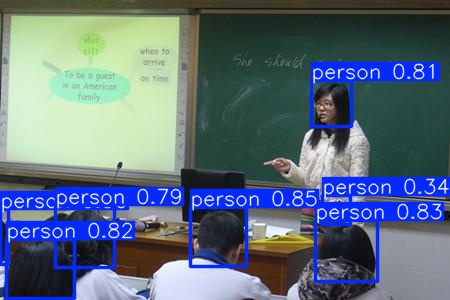 what
gift
when to
arrive
on time
To be a guest
in an American
family
she should
person 0.81
person 0.34
person 0.79
person 0.85
person 0.83
person 0.82